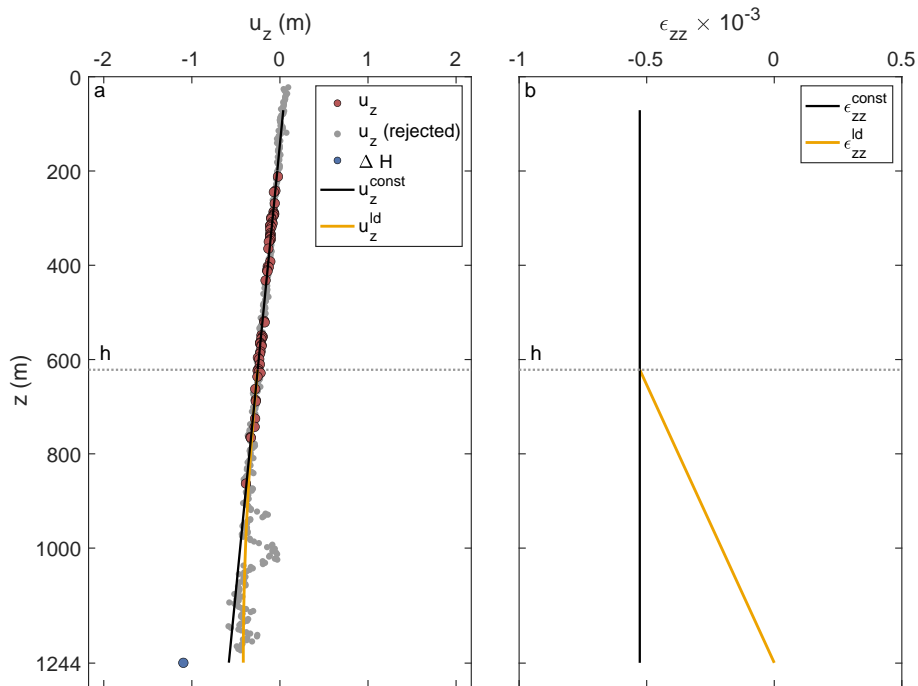 u_z (m)
-2 -1 0 1 2
a
u_z
u_z (rejected)
Δ H
u_z^const
u_z^ld
h
0
200
400
600
800
1000
1244
z (m)
ϵ_zz × 10^-3
-1 -0.5 0 0.5
b
ϵ_zz^const
ϵ_zz^ld
h